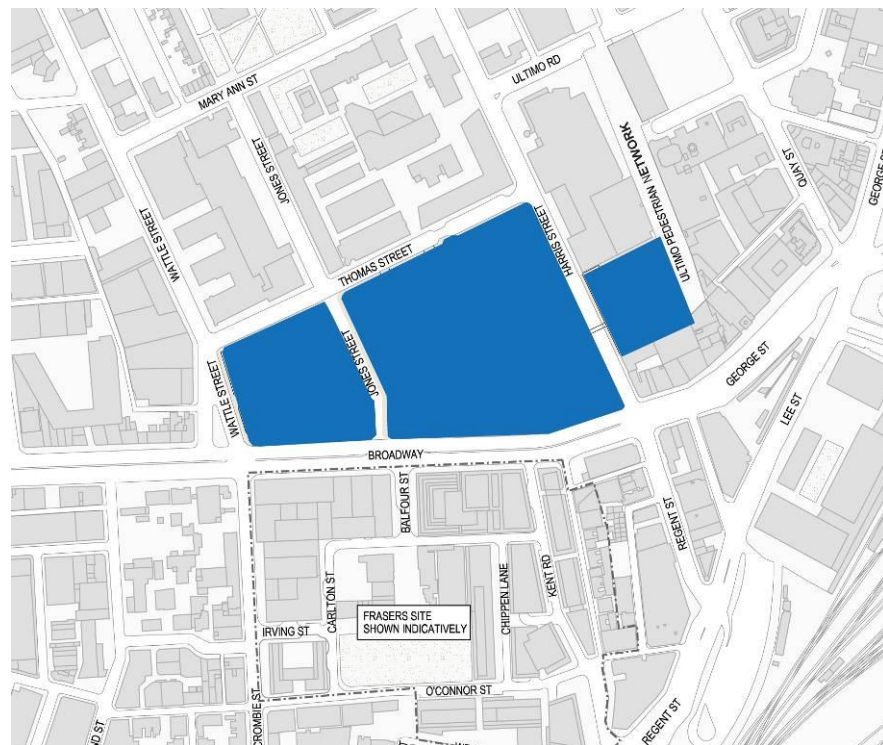 ULTIMO RD
MARY ANN ST
JONES STREET
WATTLE STREET
ULTIMO PEDESTRIAN NETWORK
QUAY ST
GEORGE ST
THOMAS STREET
HARRIS STREET
JONES STREET
WATTLE STREET
GEORGE ST
LEE ST
BROADWAY
BALFOUR ST
REGENT ST
KENT RD
CHIPPEN LANE
CARLTON ST
FRASERS SITE
SHOWN INDICATIVELY
IRVING ST
O'CONNOR ST
CROMBIE ST
REGENT ST
ND ST